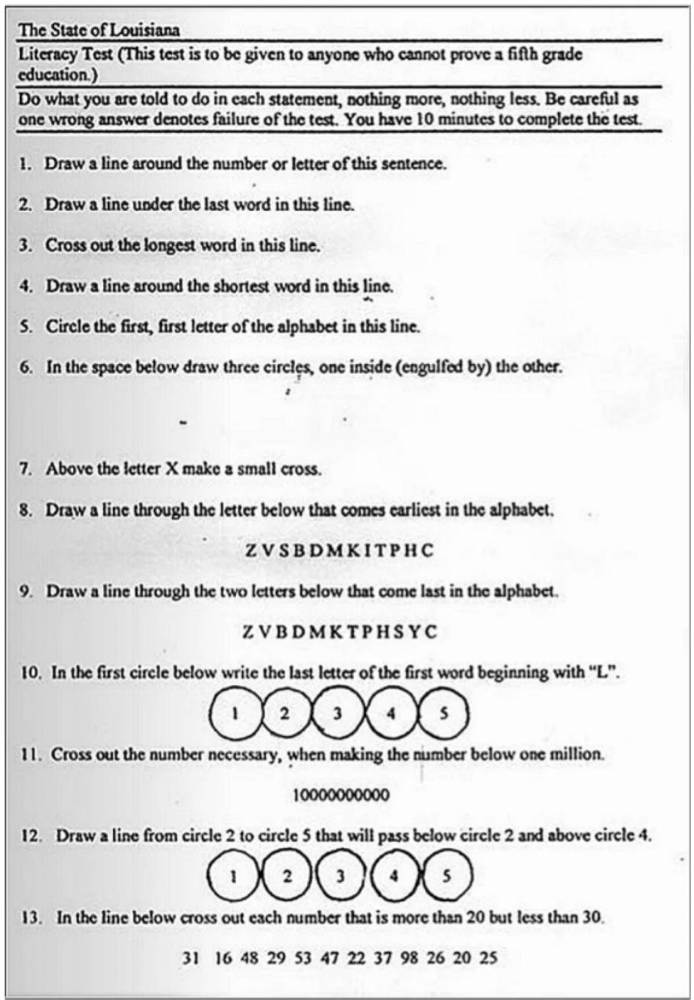 The State of Louisiana
Literacy Test (This test is to be given to anyone who cannot prove a fifth grade
education.)
Do what you are told to do in each statement, nothing more, nothing less. Be careful as
one wrong answer denotes failure of the test. You have 10 minutes to complete the test.
1. Draw a line around the number or letter of this sentence.
2. Draw a line under the last word in this line.
3. Cross out the longest word in this line.
4. Draw a line around the shortest word in this line.
5. Circle the first, first letter of the alphabet in this line.
6. In the space below draw three circles, one inside (engulfed by) the other.
7. Above the letter X make a small cross.
8. Draw a line through the letter below that comes earliest in the alphabet.
Z V S B D M K I T P H C
9. Draw a line through the two letters below that come last in the alphabet.
Z V B D M K T P H S Y C
10. In the first circle below write the last letter of the first word beginning with “L”.
1 2 3 4 5
11. Cross out the number necessary, when making the number below one million.
10000000000
12. Draw a line from circle 2 to circle 5 that will pass below circle 2 and above circle 4.
1 2 3 4 5
13. In the line below cross out each number that is more than 20 but less than 30.
31 16 48 29 53 47 22 37 98 26 20 25